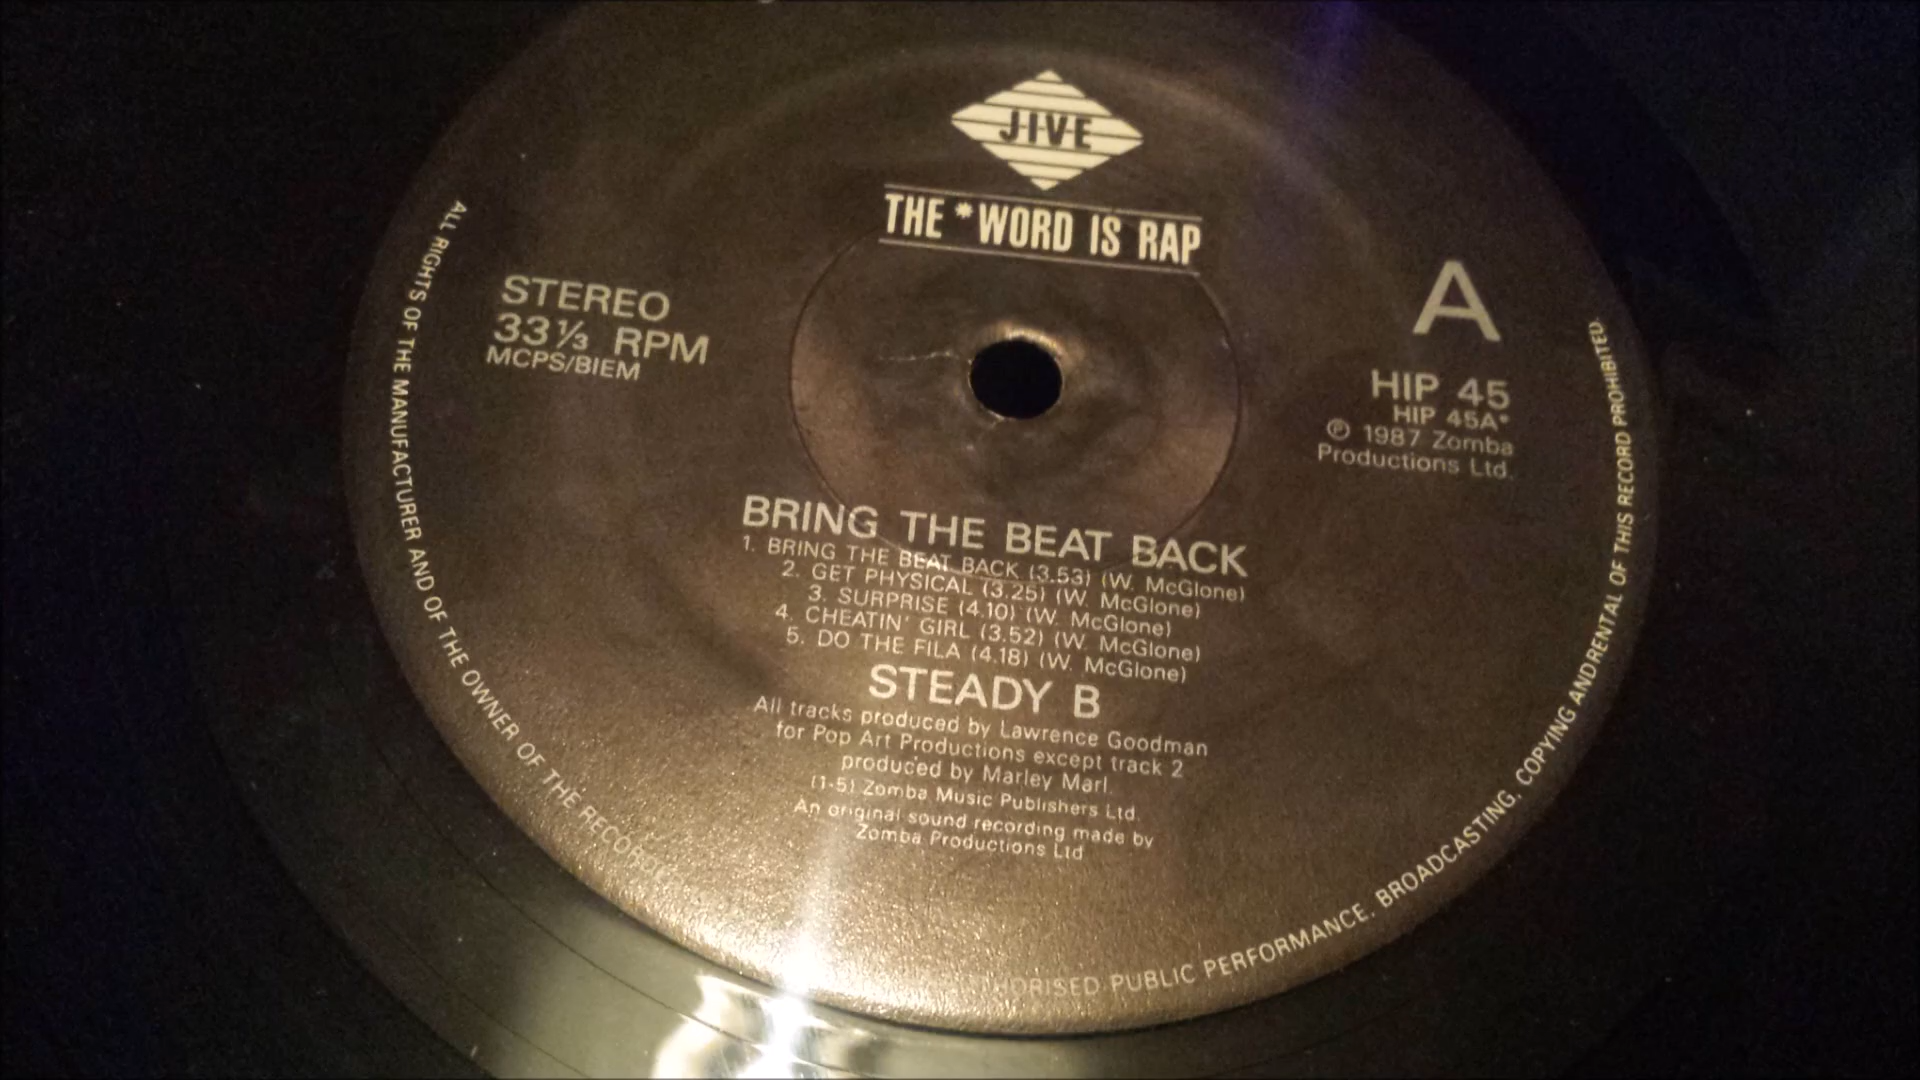 JIVE
THE *WORD IS RAP
STEREO
33⅓ RPM
MCPS/BIEM
A
HIP 45
HIP 45A*
℗ 1987 Zomba
Productions Ltd.
BRING THE BEAT BACK
1. BRING THE BEAT BACK (3.53) (W. McGlone)
2. GET PHYSICAL (3.25) (W. McGlone)
3. SURPRISE (4.10) (W. McGlone)
4. CHEATIN' GIRL (3.52) (W. McGlone)
5. DO THE FILA (4.18) (W. McGlone)
STEADY B
All tracks produced by Lawrence Goodman
for Pop Art Productions except track 2
produced by Marley Marl.
(1-5) Zomba Music Publishers Ltd.
An original sound recording made by
Zomba Productions Ltd
ALL RIGHTS OF THE MANUFACTURER AND OF THE OWNER OF THE RECORDED
PUBLIC PERFORMANCE. BROADCASTING. COPYING ANDRENTAL OF THIS RECORD PROHIBITED.